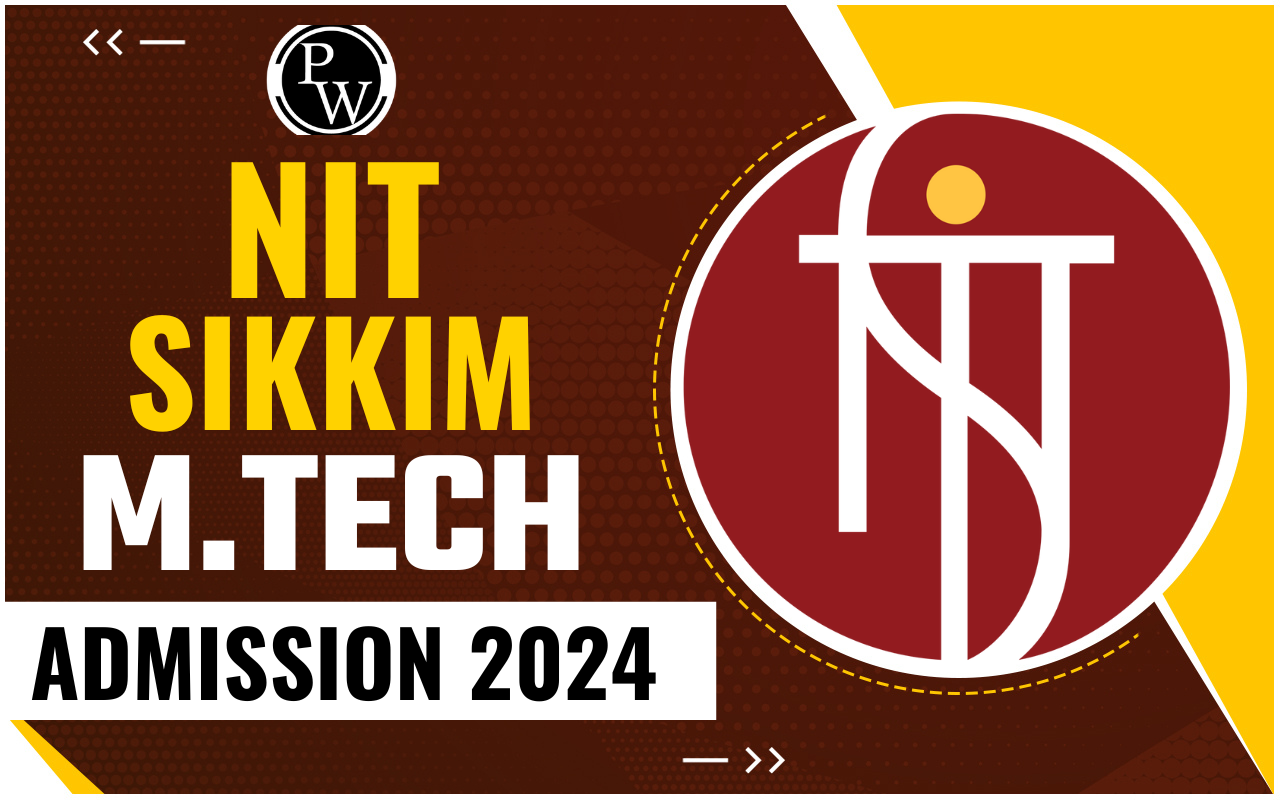 PW
NIT
SIKKIM
M.TECH
ADMISSION 2024